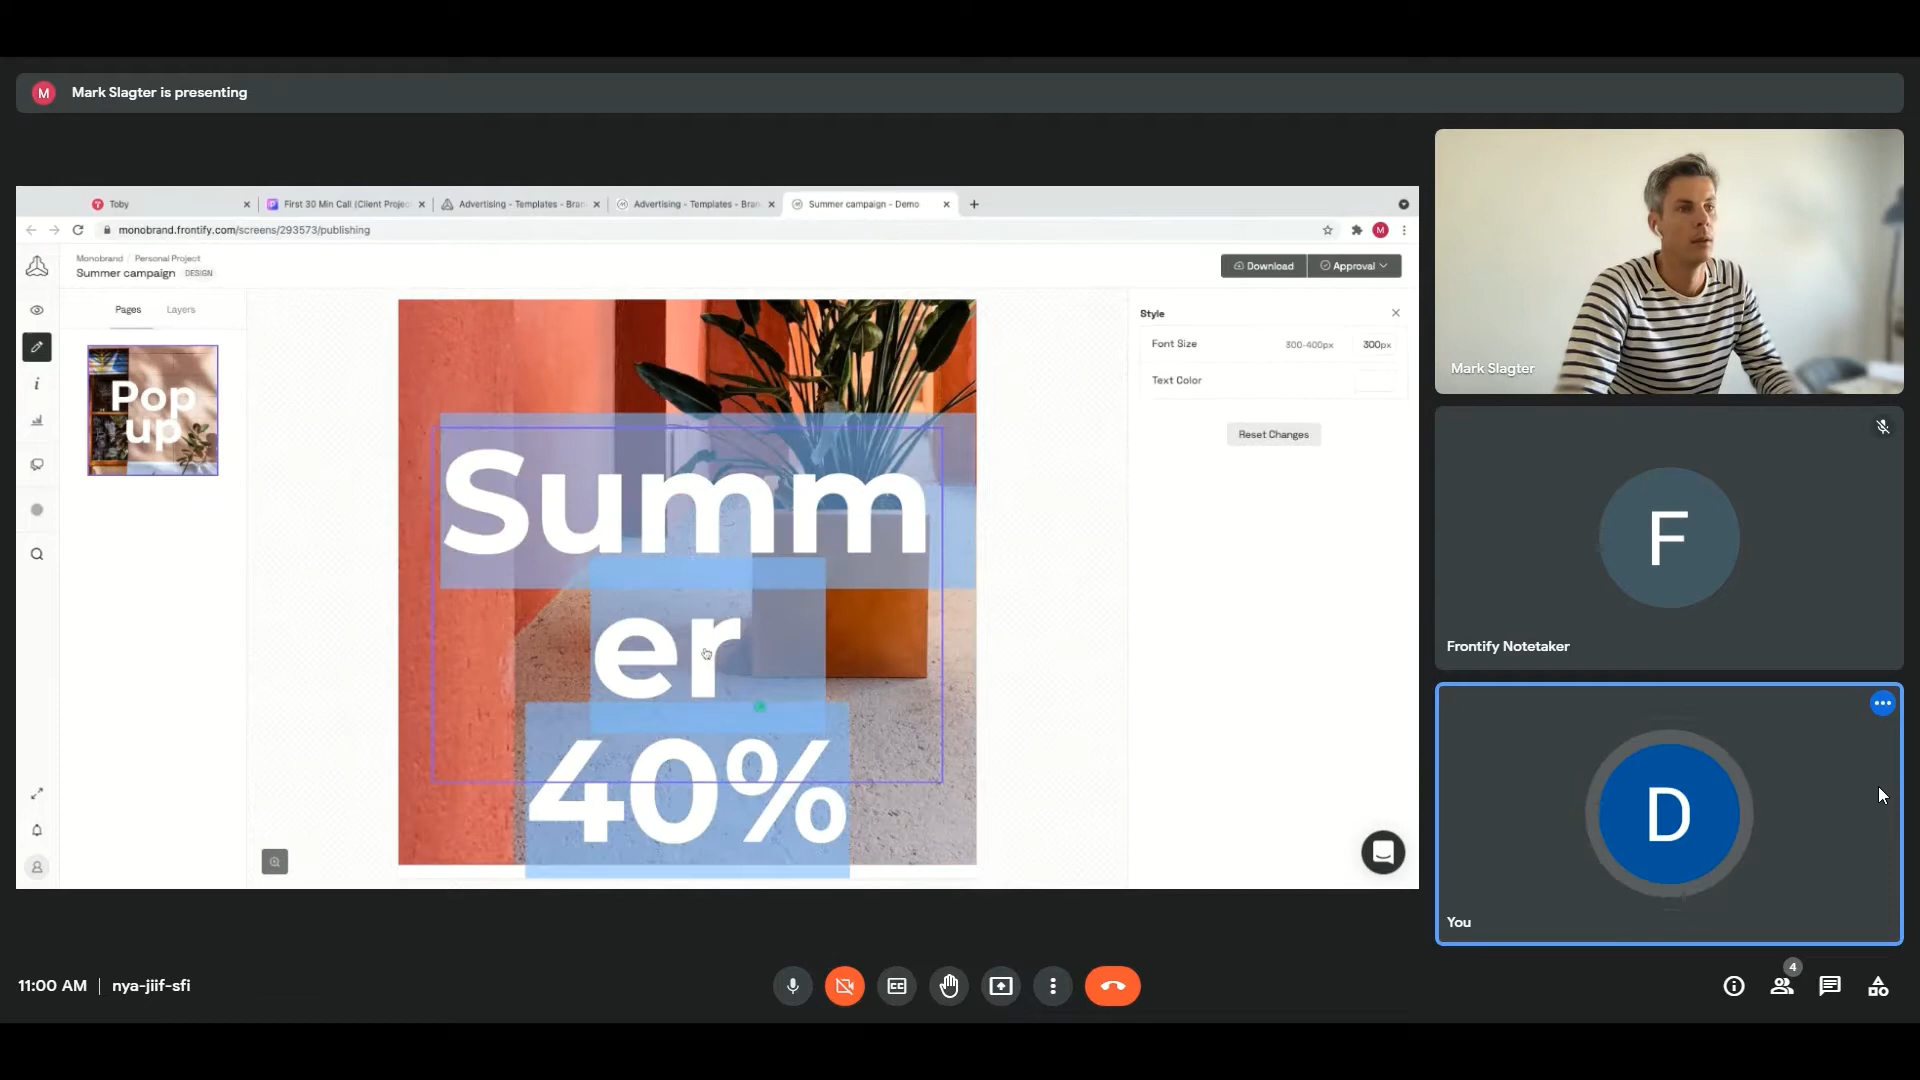 M Mark Slagter is presenting
Toby
First 30 Min Call (Client Projec
Advertising - Templates - Bran
Advertising - Templates - Bran
Summer campaign - Demo
monobrand.frontify.com/screens/293573/publishing
M
Monobrand / Personal Project
Summer campaign DESIGN
Download
Approval
Pages
Layers
Pop
up
Summ
er
40%
Style
Font Size 300-400px 300px
Text Color
Reset Changes
Mark Slagter
F
Frontify Notetaker
D
You
11:00 AM | nya-jiif-sfi
CC
4